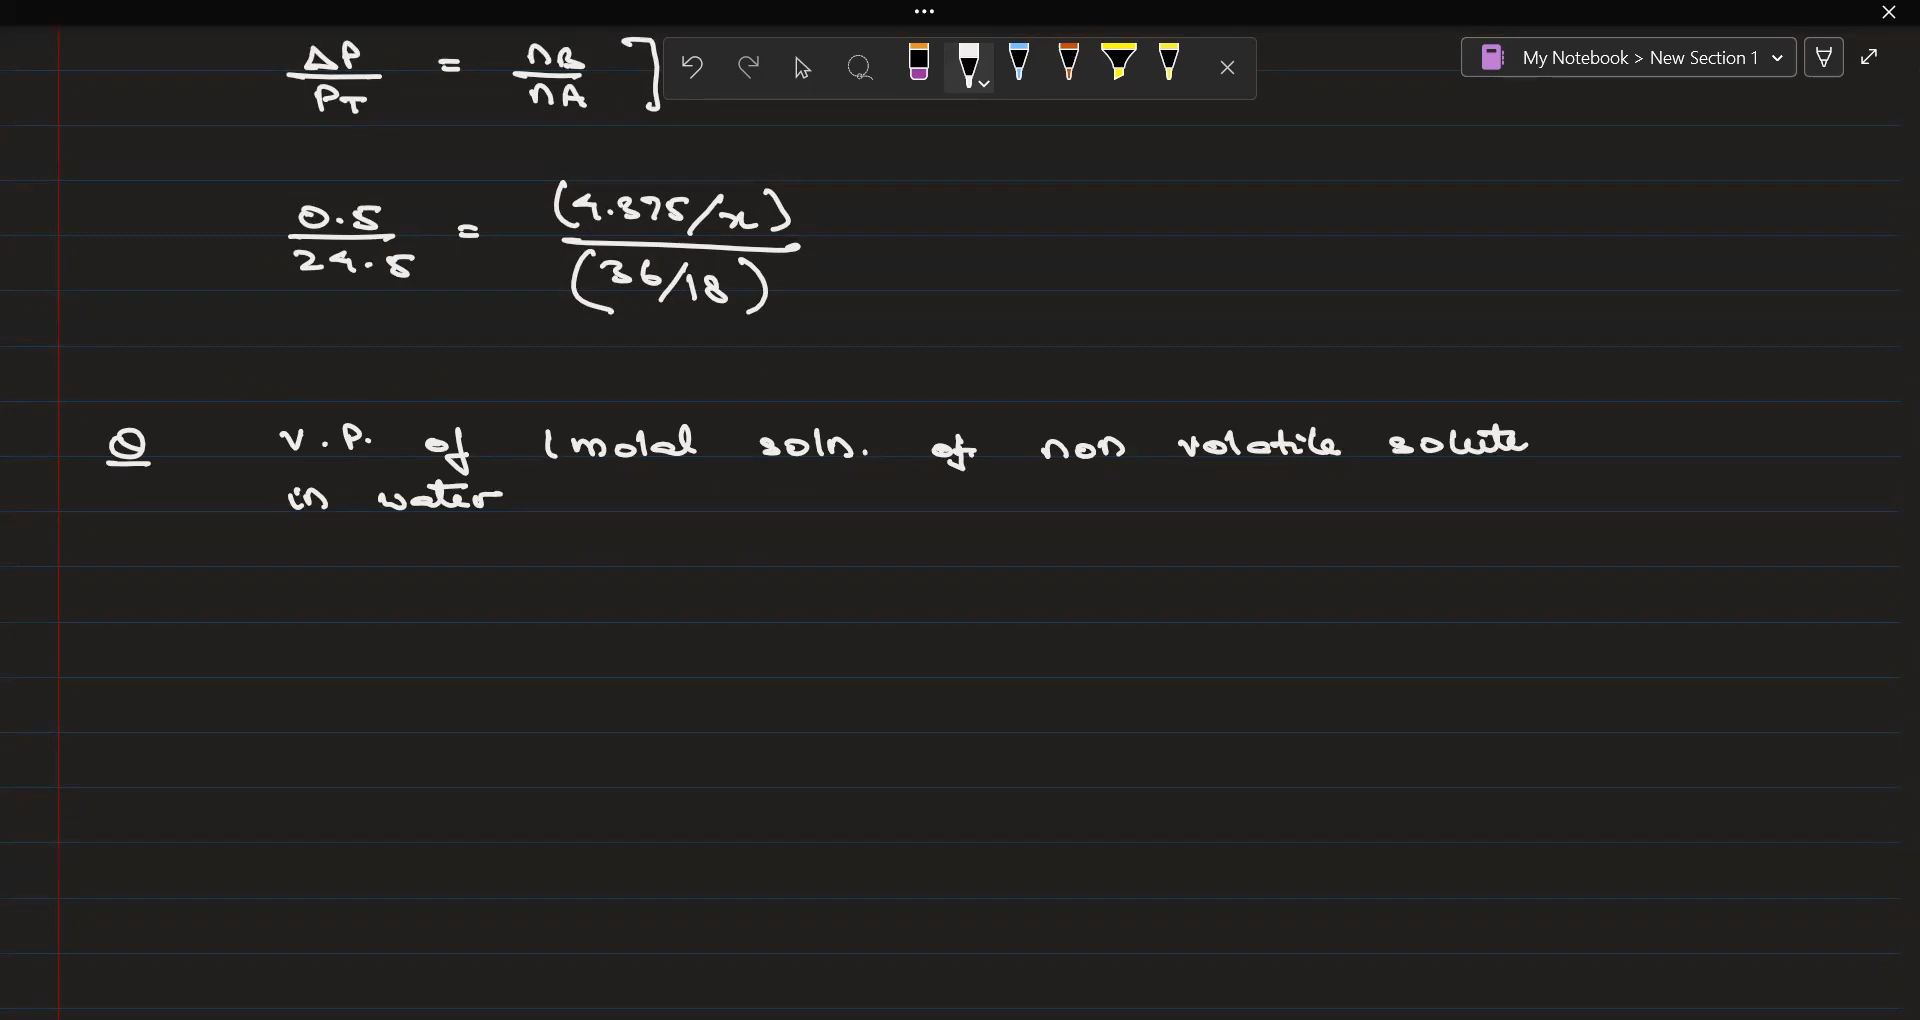 My Notebook > New Section 1
ΔP / PT = nB / nA ]
0.5 / 24.5 = (4.375/x) / (36/18)
Q V.P. of 1 molal soln. of non volatile solute
in water